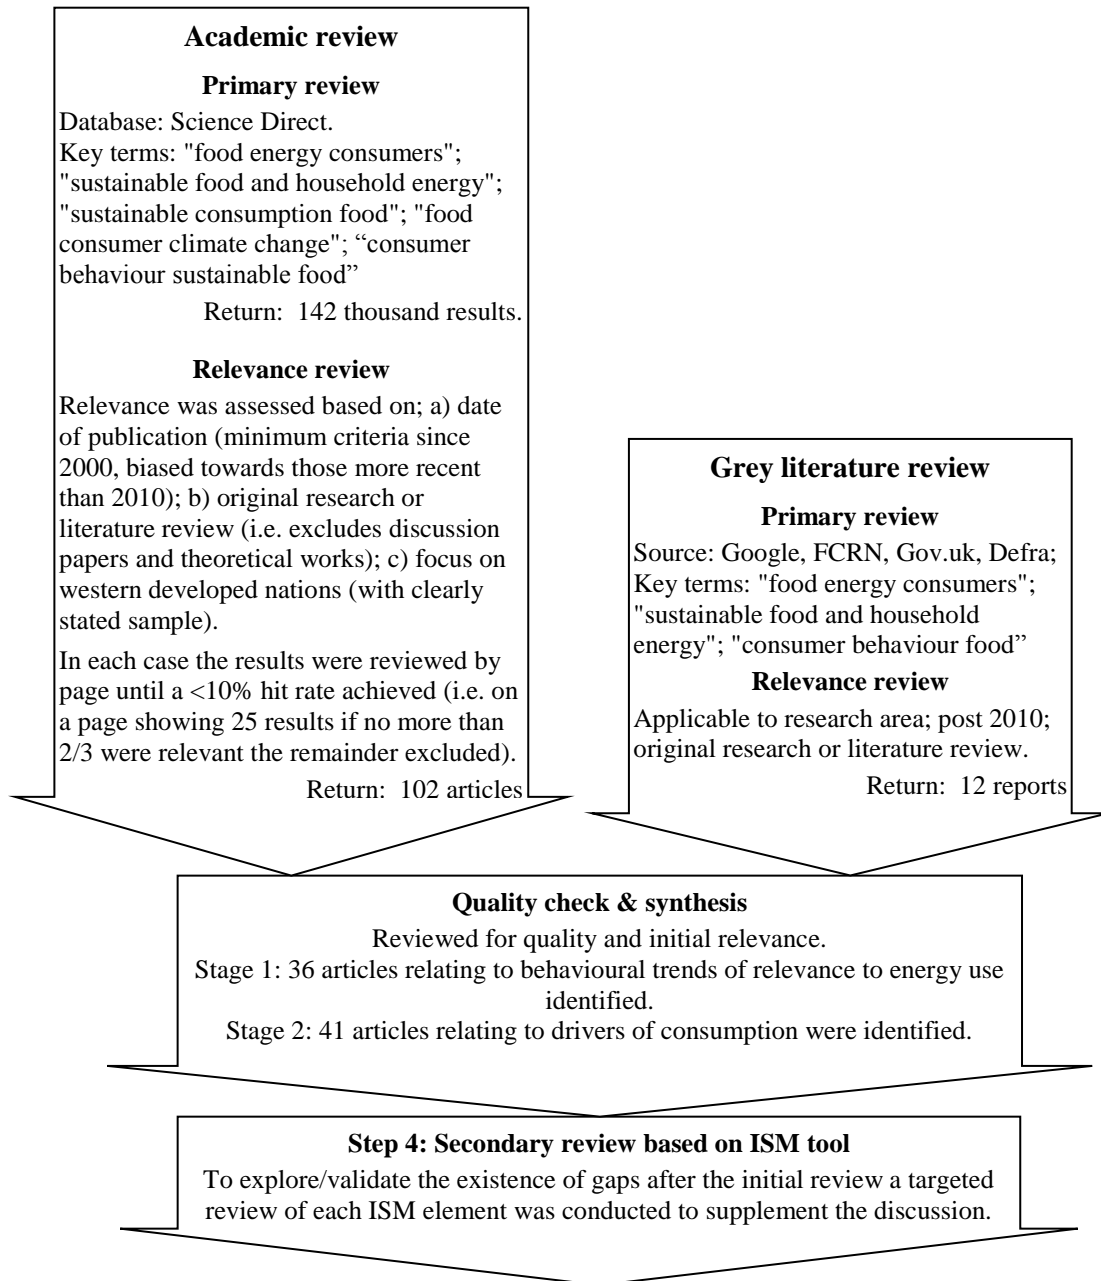 Academic review
Primary review
Database: Science Direct.
Key terms: "food energy consumers";
"sustainable food and household energy";
"sustainable consumption food"; "food
consumer climate change"; “consumer
behaviour sustainable food”
Return:  142 thousand results.
Relevance review
Relevance was assessed based on; a) date
of publication (minimum criteria since
2000, biased towards those more recent
than 2010); b) original research or
literature review (i.e. excludes discussion
papers and theoretical works); c) focus on
western developed nations (with clearly
stated sample).
In each case the results were reviewed by
page until a <10% hit rate achieved (i.e. on
a page showing 25 results if no more than
2/3 were relevant the remainder excluded).
Return:  102 articles
Grey literature review
Primary review
Source: Google, FCRN, Gov.uk, Defra;
Key terms: "food energy consumers";
"sustainable food and household
energy"; "consumer behaviour food”
Relevance review
Applicable to research area; post 2010;
original research or literature review.
Return:  12 reports
Quality check & synthesis
Reviewed for quality and initial relevance.
Stage 1: 36 articles relating to behavioural trends of relevance to energy use
identified.
Stage 2: 41 articles relating to drivers of consumption were identified.
Step 4: Secondary review based on ISM tool
To explore/validate the existence of gaps after the initial review a targeted
review of each ISM element was conducted to supplement the discussion.